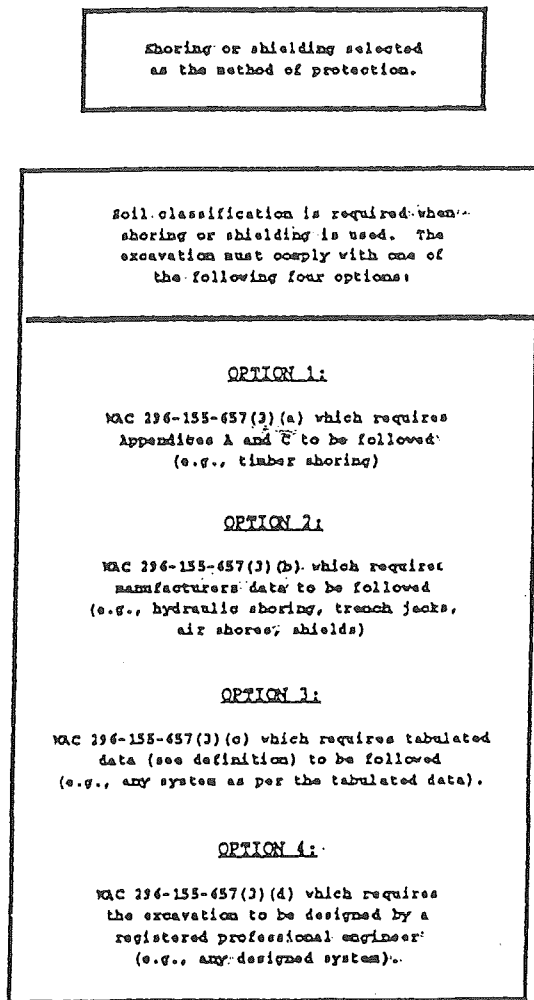 Shoring or shielding selected
as the method of protection.
Soil classification is required when
shoring or shielding is used. The
excavation must comply with one of
the following four options:
OPTION 1:
WAC 296-155-657(3)(a) which requires
Appendices A and C to be followed
(e.g., timber shoring)
OPTION 2:
WAC 296-155-657(3)(b) which requires
manufacturers data to be followed
(e.g., hydraulic shoring, trench jacks,
air shores, shields)
OPTION 3:
WAC 296-155-657(3)(c) which requires tabulated
data (see definition) to be followed
(e.g., any system as per the tabulated data).
OPTION 4:
WAC 296-155-657(3)(d) which requires
the excavation to be designed by a
registered professional engineer
(e.g., any designed system).